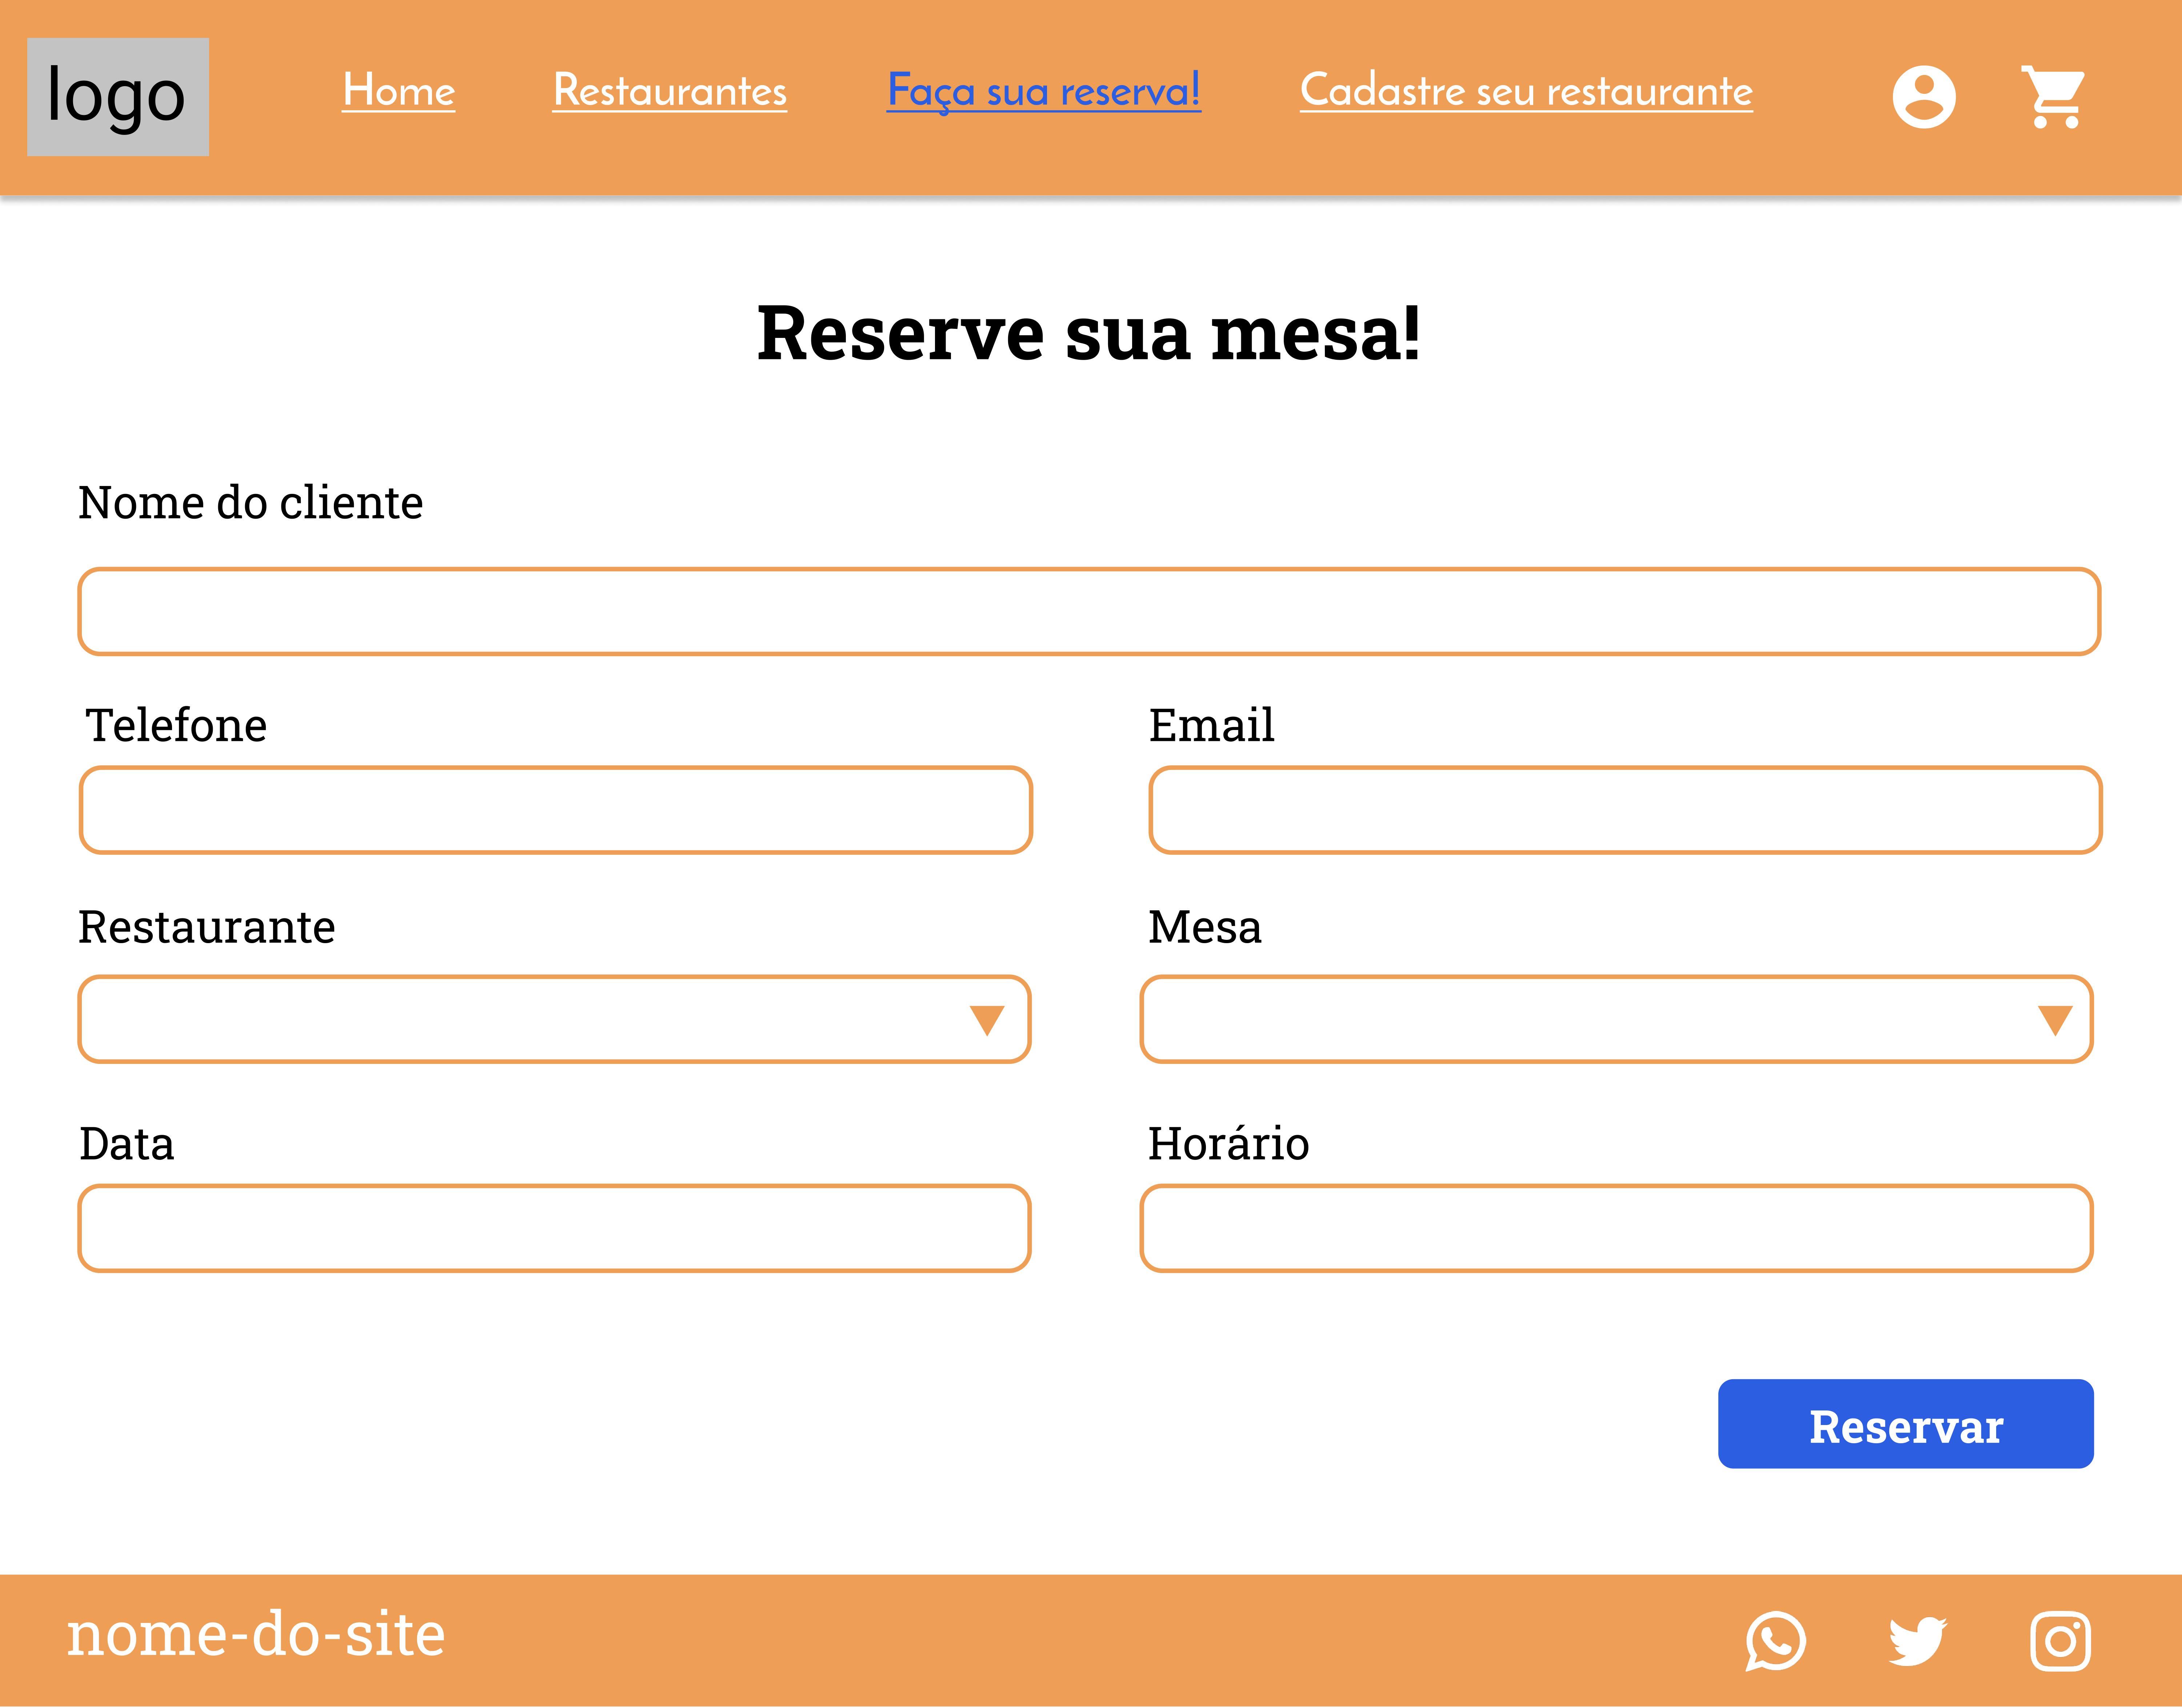 logo Home Restaurantes Faça sua reserva! Cadastre seu restaurante
Reserve sua mesa!
Nome do cliente
Telefone Email
Restaurante Mesa
Data Horário
Reservar
nome-do-site